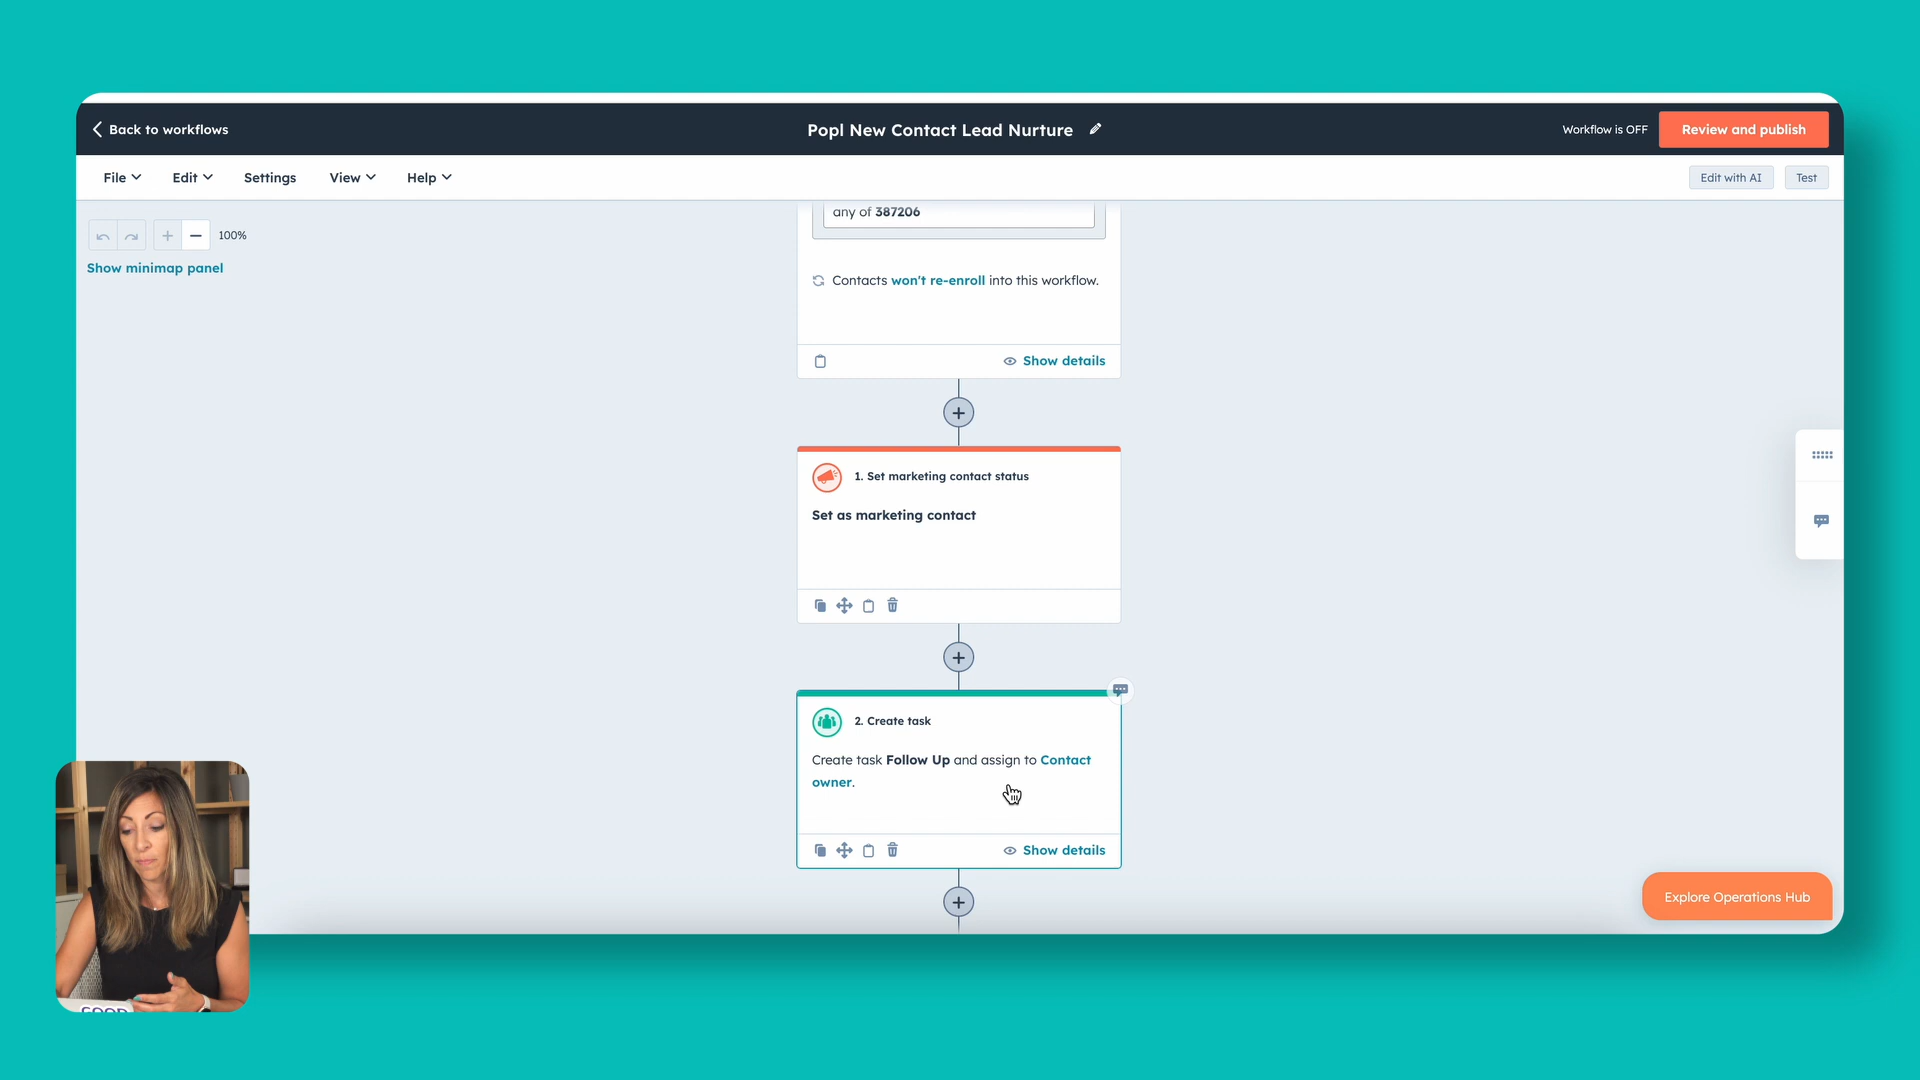 Back to workflows
Popl New Contact Lead Nurture
Workflow is OFF
Review and publish
File
Edit
Settings
View
Help
Edit with AI
Test
100%
Show minimap panel
any of 387206
Contacts won't re-enroll into this workflow.
Show details
1. Set marketing contact status
Set as marketing contact
2. Create task
Create task Follow Up and assign to Contact
owner.
Show details
Explore Operations Hub